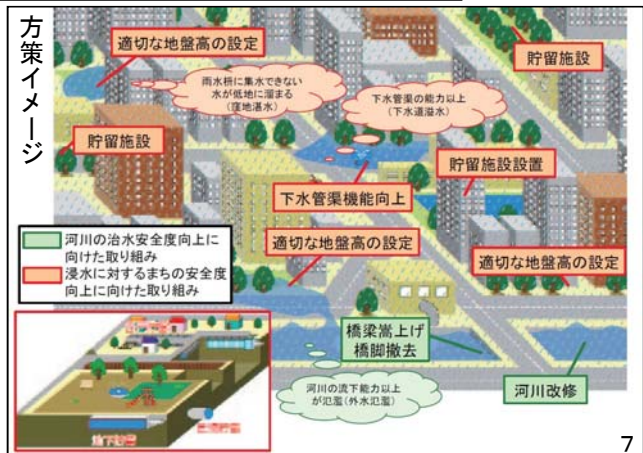 方策イメージ
適切な地盤高の設定
貯留施設
雨水桝に集水できない
水が低地に溜まる
(窪地湛水)
下水管渠の能力以上
(下水道溢水)
貯留施設
貯留施設設置
下水管渠機能向上
河川の治水安全度向上に
向けた取り組み
浸水に対するまちの安全度
向上に向けた取り組み
適切な地盤高の設定
適切な地盤高の設定
橋梁嵩上げ
橋脚撤去
河川の流下能力以上
が氾濫(外水氾濫)
河川改修
7